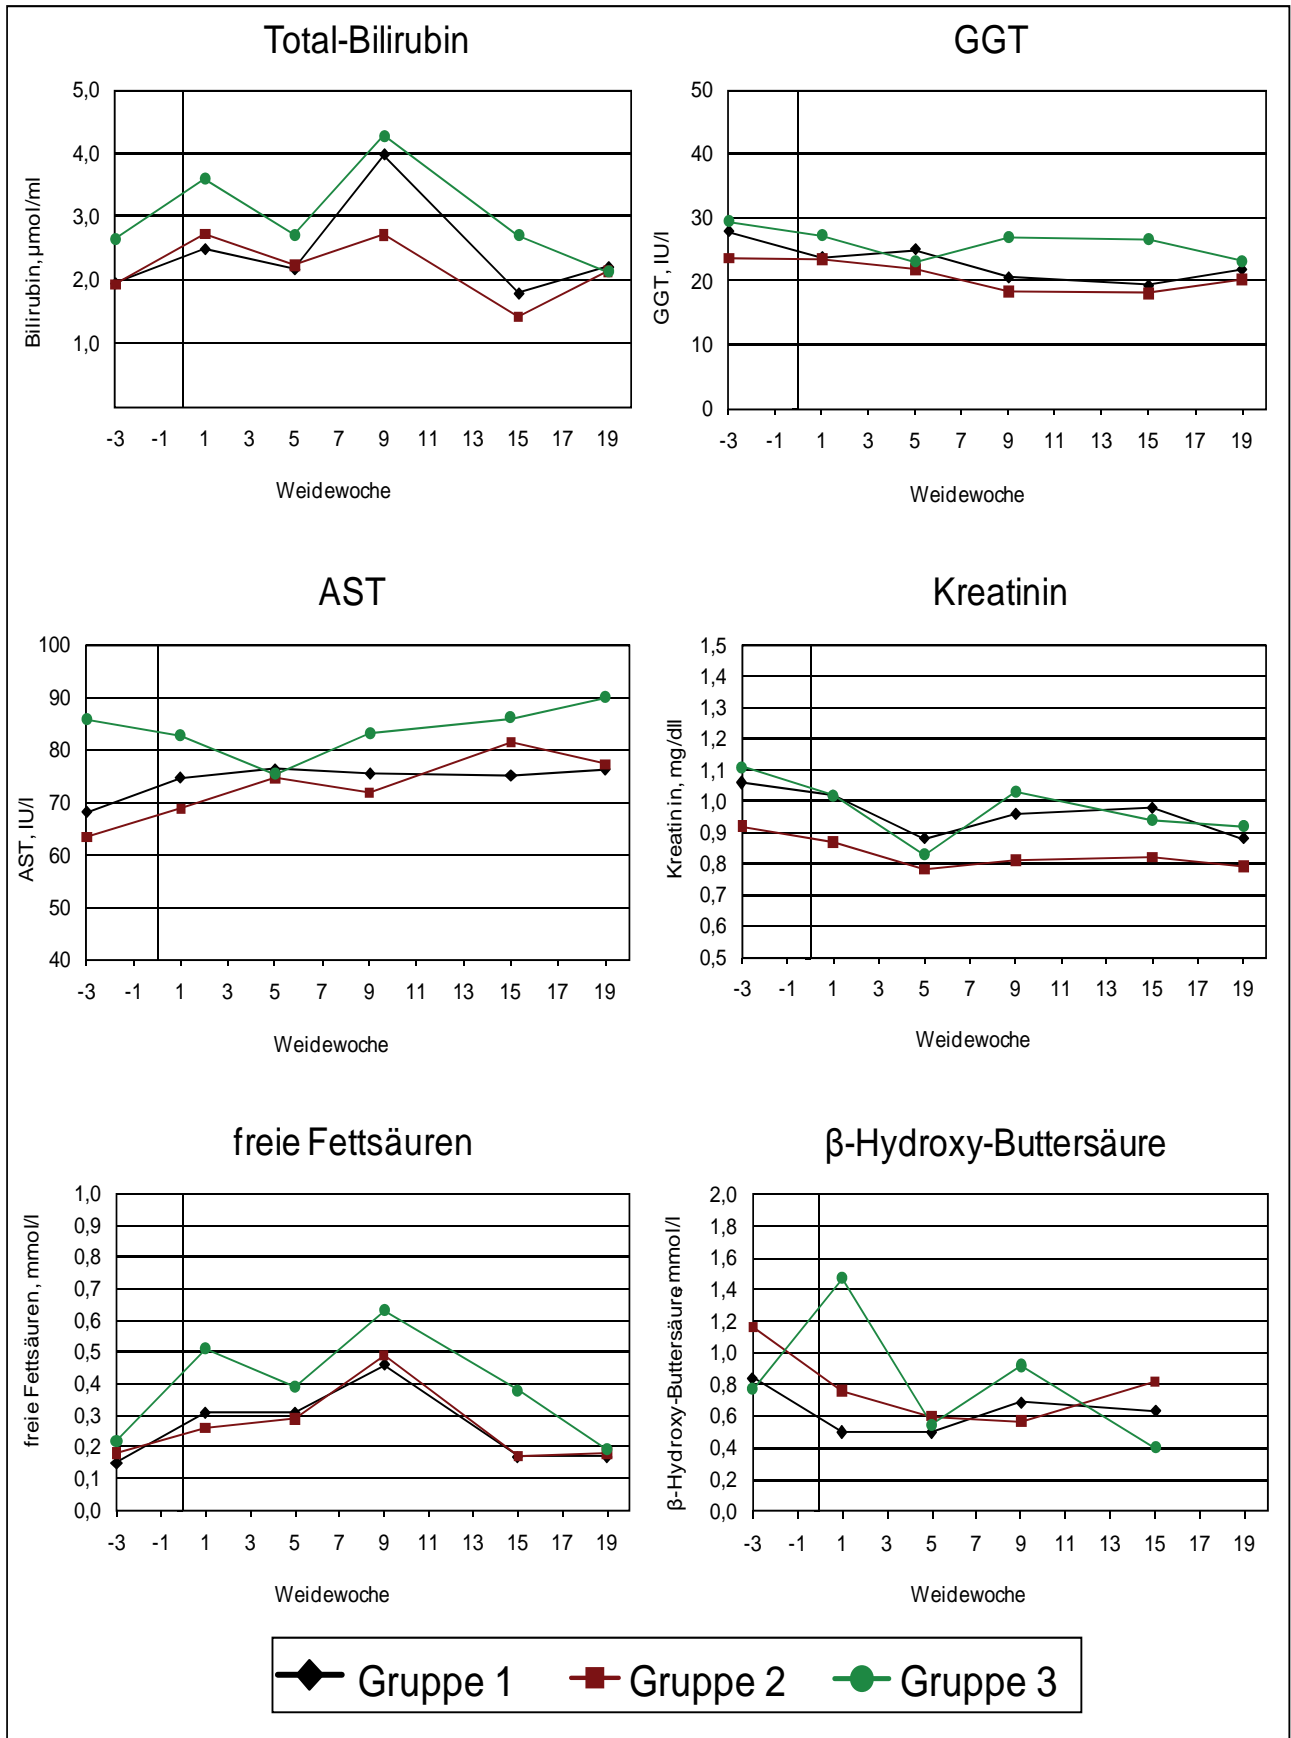 Total-Bilirubin
Bilirubin, µmol/ml
5,0
4,0
3,0
2,0
1,0
-3 -1 1 3 5 7 9 11 13 15 17 19
Weidewoche
GGT
GGT, IU/l
50
40
30
20
10
0
-3 -1 1 3 5 7 9 11 13 15 17 19
Weidewoche
AST
AST, IU/l
100
90
80
70
60
50
40
-3 -1 1 3 5 7 9 11 13 15 17 19
Weidewoche
Kreatinin
Kreatinin, mg/dll
1,5
1,4
1,3
1,2
1,1
1,0
0,9
0,8
0,7
0,6
0,5
-3 -1 1 3 5 7 9 11 13 15 17 19
Weidewoche
freie Fettsäuren
freie Fettsäuren, mmol/l
1,0
0,9
0,8
0,7
0,6
0,5
0,4
0,3
0,2
0,1
0,0
-3 -1 1 3 5 7 9 11 13 15 17 19
Weidewoche
β-Hydroxy-Buttersäure
β-Hydroxy-Buttersäure, mmol/l
2,0
1,8
1,6
1,4
1,2
1,0
0,8
0,6
0,4
0,2
0,0
-3 -1 1 3 5 7 9 11 13 15 17 19
Weidewoche
Gruppe 1 Gruppe 2 Gruppe 3